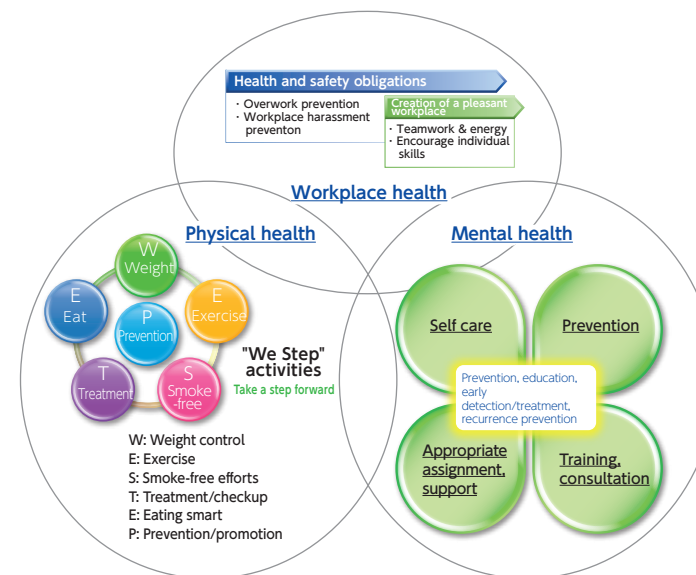 Health and safety obligations
・Overwork prevention
・Workplace harassment
preventon
Creation of a pleasant
workplace
・Teamwork & energy
・Encourage individual
skills
Workplace health
Physical health
Mental health
W
Weight
E
Eat
E
Exercise
P
Prevention
T
Treatment
S
Smoke
-free
"We Step"
activities
Take a step forward
W: Weight control
E: Exercise
S: Smoke-free efforts
T: Treatment/checkup
E: Eating smart
P: Prevention/promotion
Self care
Prevention
Prevention, education,
early
detection/treatment,
recurrence prevention
Appropriate
assignment,
support
Training,
consultation